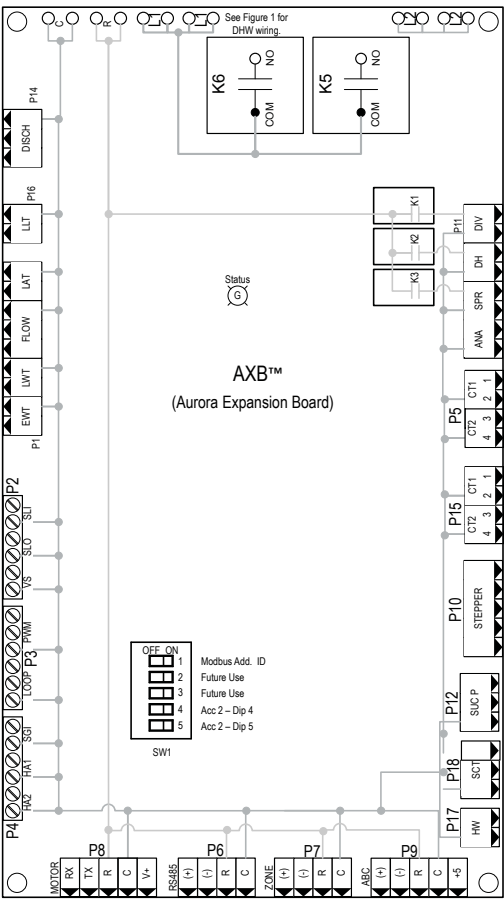 C
R
L1
L1
See Figure 1 for
DHW wiring.
L2
L2
K6
NO
COM
K5
NO
COM
P14
DISCH
P16
LLT
LAT
FLOW
LWT
EWT
P1
K1
K2
K3
P11
DIV
DH
SPR
ANA
Status
G
AXB™
(Aurora Expansion Board)
P5
CT1
1
2
CT2
3
4
P15
CT1
1
2
CT2
3
4
P10
STEPPER
P12
SUC P
P18
SCT
P17
HW
P2
SLI
SLO
VS
P3
PWM
LOOP
P4
SGI
HA1
HA2
OFF ON
1 Modbus Add. ID
2 Future Use
3 Future Use
4 Acc 2 – Dip 4
5 Acc 2 – Dip 5
SW1
P8
MOTOR
RX
TX
R
C
V+
P6
RS485
(+)
(-)
R
C
P7
ZONE
(+)
(-)
R
C
P9
ABC
(+)
(-)
R
C
+5